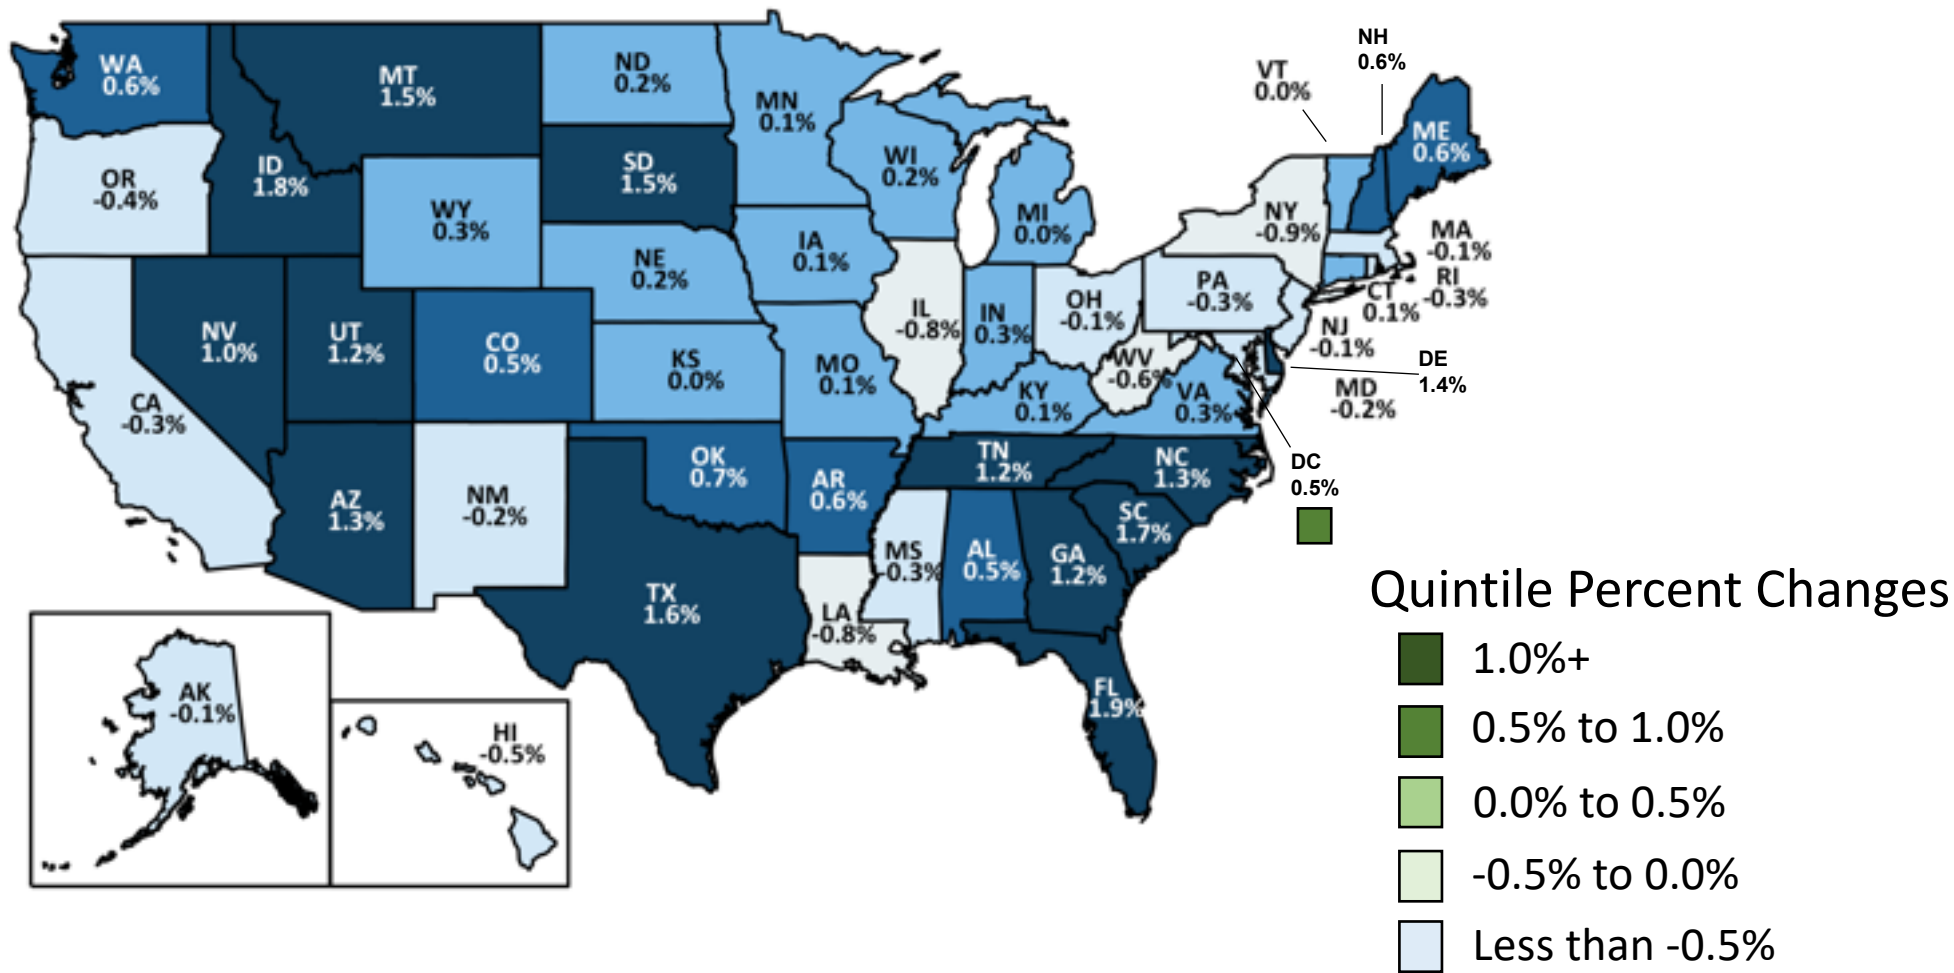 NH
0.6%
VT
0.0%
WA
0.6%
MT
1.5%
ND
0.2%
MN
0.1%
ME
0.6%
OR
-0.4%
ID
1.8%
SD
1.5%
WI
0.2%
WY
0.3%
MI
0.0%
NY
-0.9%
MA
-0.1%
IA
0.1%
NE
0.2%
PA
-0.3%
RI
-0.3%
CT
0.1%
NV
1.0%
UT
1.2%
CO
0.5%
IL
-0.8%
IN
0.3%
OH
-0.1%
NJ
-0.1%
KS
0.0%
MO
0.1%
WV
-0.6%
DE
1.4%
CA
-0.3%
KY
0.1%
VA
0.3%
MD
-0.2%
TN
1.2%
NC
1.3%
DC
0.5%
AZ
1.3%
NM
-0.2%
OK
0.7%
AR
0.6%
SC
1.7%
MS
-0.3%
AL
0.5%
GA
1.2%
TX
1.6%
LA
-0.8%
AK
-0.1%
HI
-0.5%
FL
1.9%
Quintile Percent Changes
1.0%+
0.5% to 1.0%
0.0% to 0.5%
-0.5% to 0.0%
Less than -0.5%